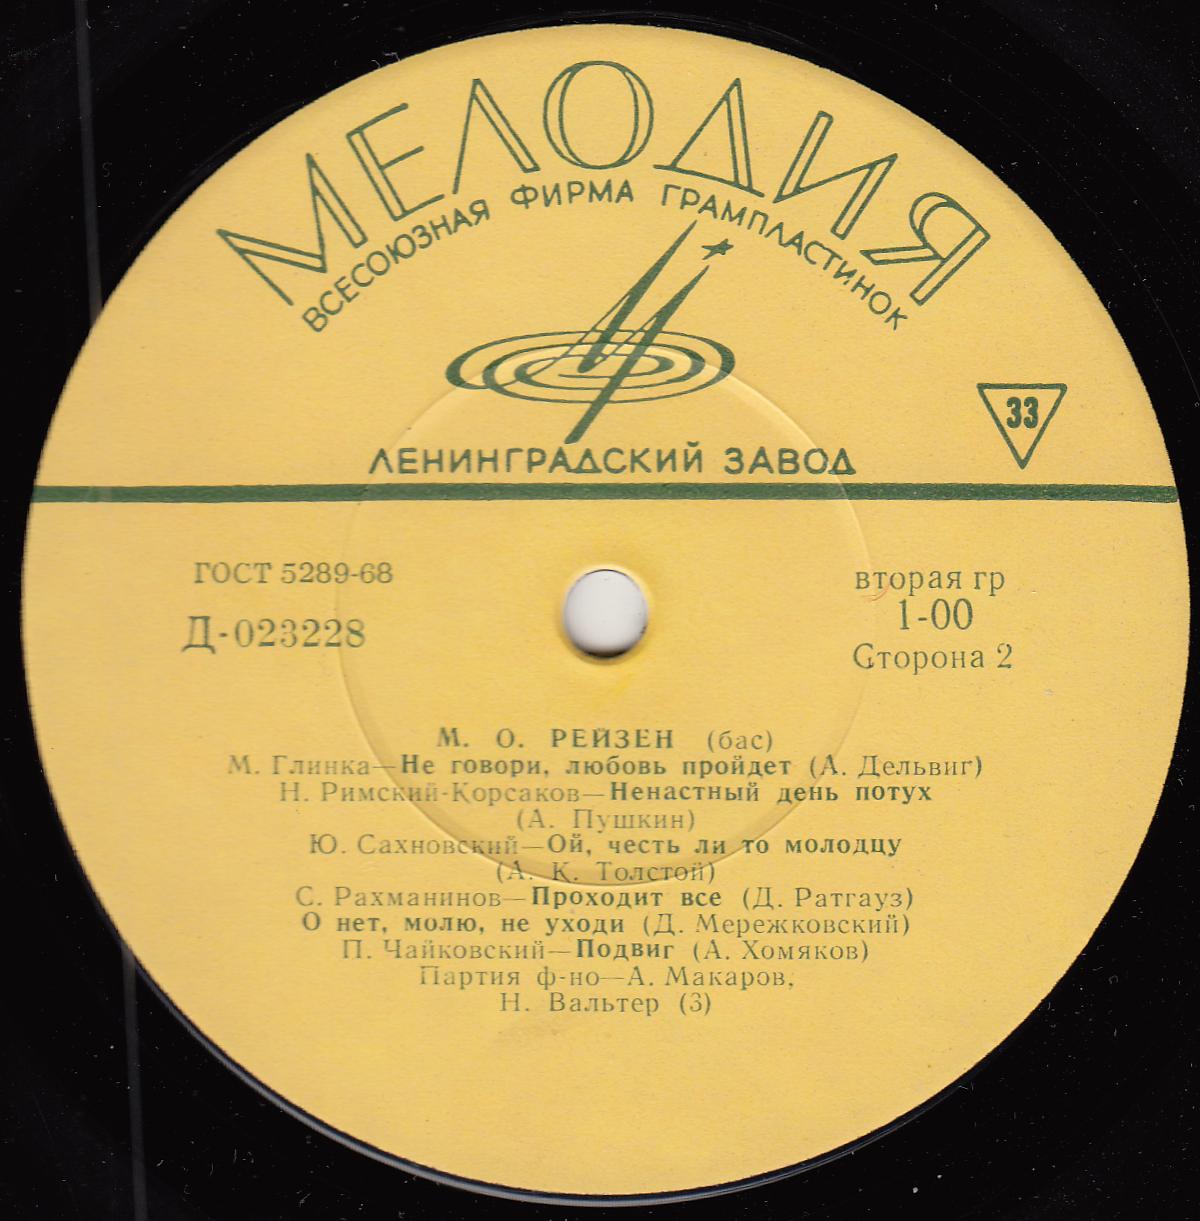 МЕЛОДИЯ
ВСЕСОЮЗНАЯ ФИРМА ГРАМПЛАСТИНОК
33
ЛЕНИНГРАДСКИЙ ЗАВОД
ГОСТ 5289-68
Д-023228
вторая гр
1-00
Сторона 2
М. О. РЕЙЗЕН (бас)
М. Глинка—Не говори, любовь пройдет (А. Дельвиг)
Н. Римский-Корсаков—Ненастный день потух
(А. Пушкин)
Ю. Сахновский—Ой, честь ли то молодцу
(А. К. Толстой)
С. Рахманинов—Проходит все (Д. Ратгауз)
О нет, молю, не уходи (Д. Мережковский)
П. Чайковский—Подвиг (А. Хомяков)
Партия ф-но—А. Макаров,
Н. Вальтер (3)